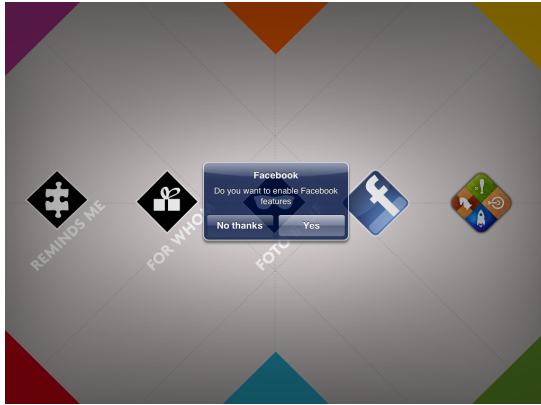 Facebook
Do you want to enable Facebook
features
No thanks
Yes
REMINDS ME
FOR WHO
FOTO
f